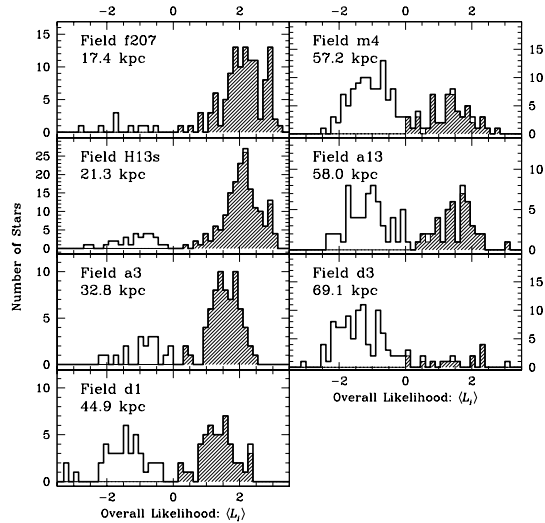 -2 0 2 -2 0 2
Field f207
17.4 kpc
15
10
5
0
Field m4
57.2 kpc
15
10
5
0
Field H13s
21.3 kpc
25
20
15
10
5
0
Field a13
58.0 kpc
10
5
0
Number of Stars
Field a3
32.8 kpc
10
5
0
Field d3
69.1 kpc
15
10
5
0
-2 0 2
Overall Likelihood: ⟨Li⟩
Field d1
44.9 kpc
10
5
0
-2 0 2
Overall Likelihood: ⟨Li⟩